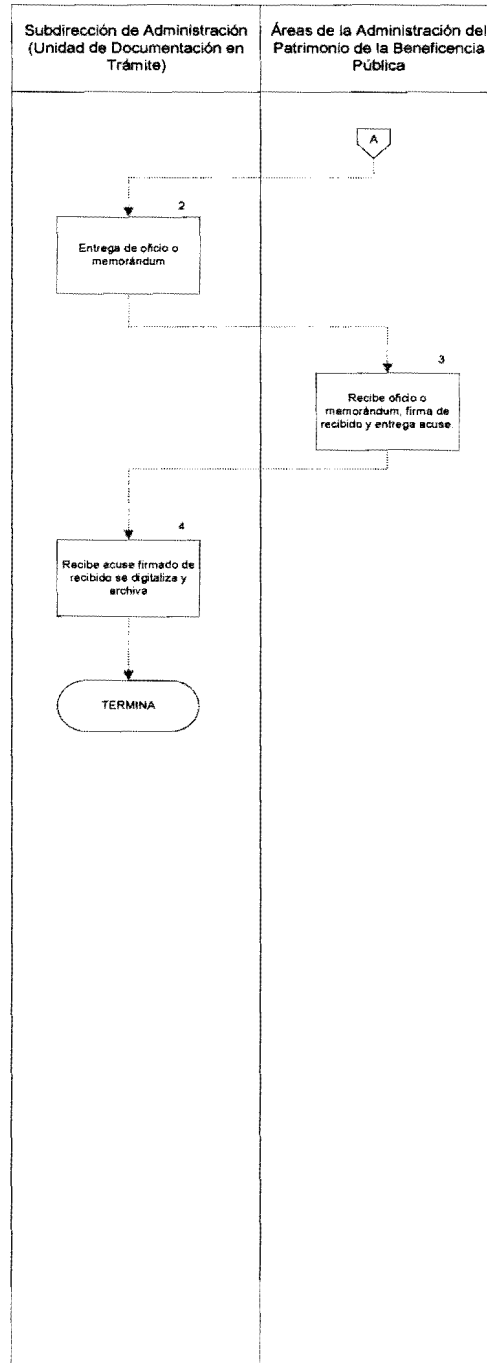 Subdirección de Administración
(Unidad de Documentación en
Trámite)
Áreas de la Administración del
Patrimonio de la Beneficencia
Pública
A
2
Entrega de oficio o
memorándum
3
Recibe oficio o
memorándum, firma de
recibido y entrega acuse.
4
Recibe acuse firmado de
recibido se digitaliza y
archiva
TERMINA